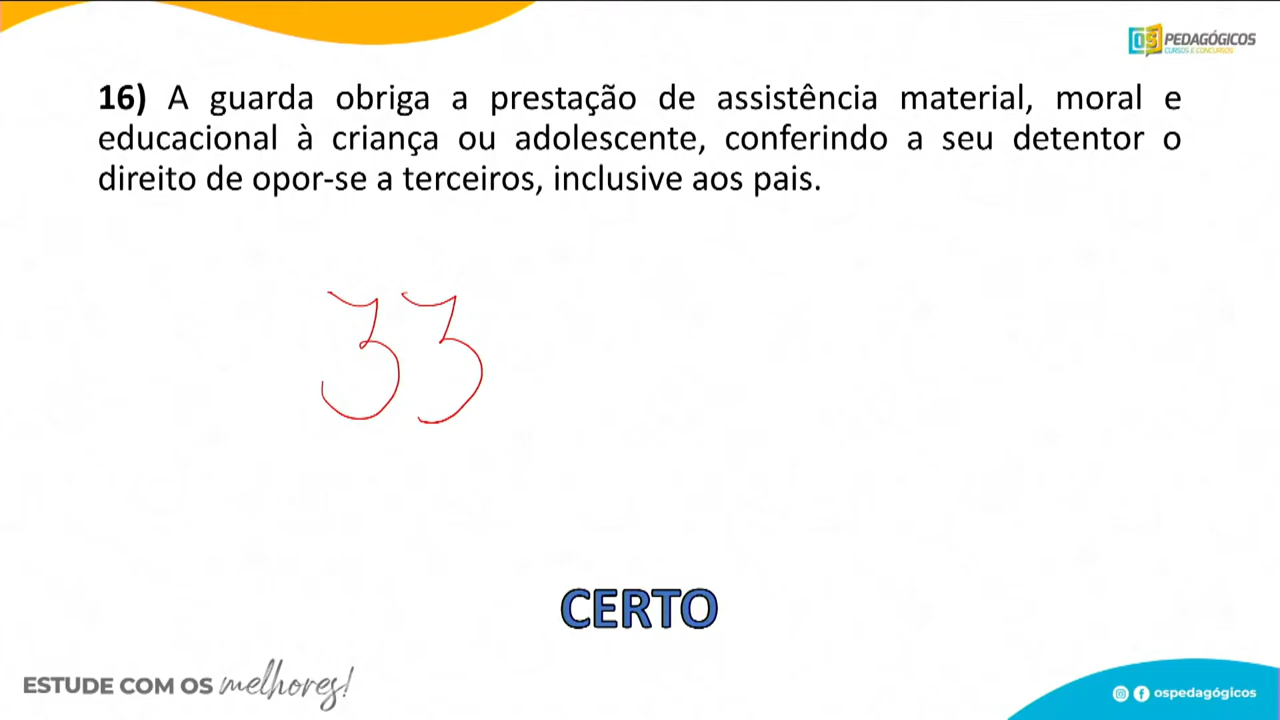 OS PEDAGÓGICOS
CURSOS E CONCURSOS
16) A guarda obriga a prestação de assistência material, moral e
educacional à criança ou adolescente, conferindo a seu detentor o
direito de opor-se a terceiros, inclusive aos pais.
33
CERTO
ESTUDE COM OS melhores!
ospedagógicos